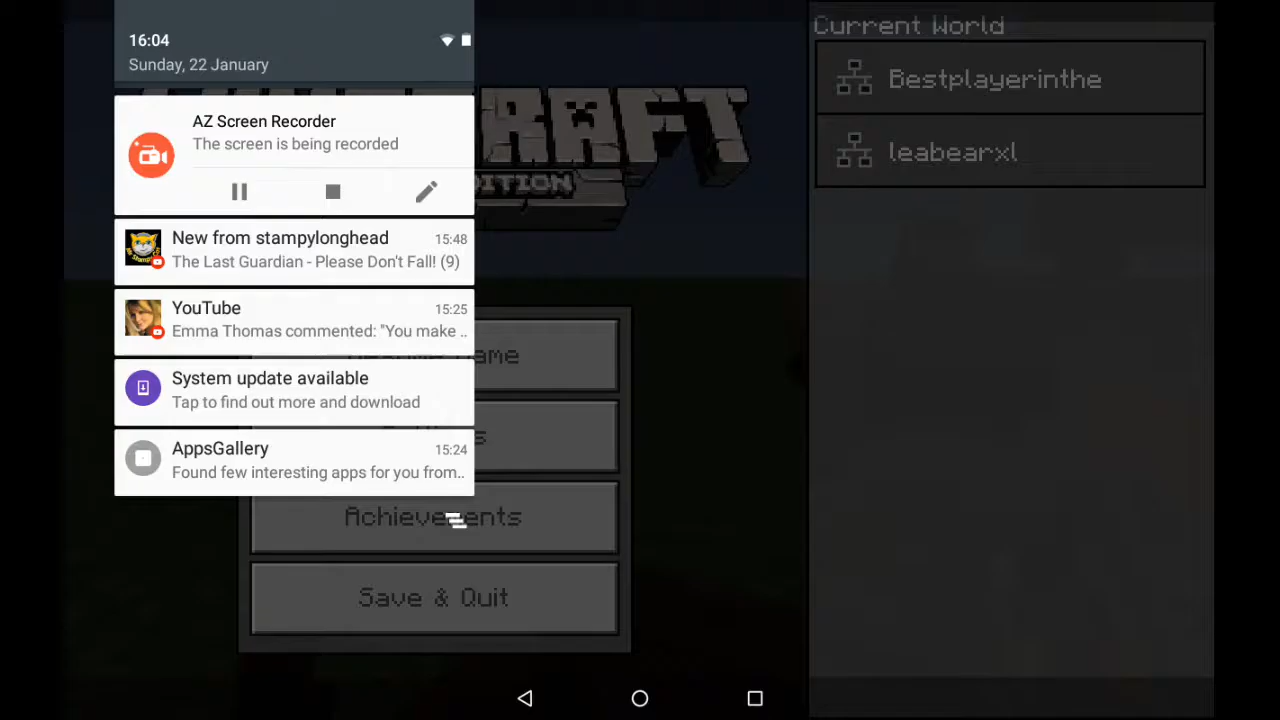 16:04
Sunday, 22 January
AZ Screen Recorder
The screen is being recorded
New from stampylonghead 15:48
The Last Guardian - Please Don't Fall! (9)
YouTube 15:25
Emma Thomas commented: "You make ..
System update available
Tap to find out more and download
AppsGallery 15:24
Found few interesting apps for you from..
Achievements
Save & Quit
Current World
Bestplayerinthe
leabearxl